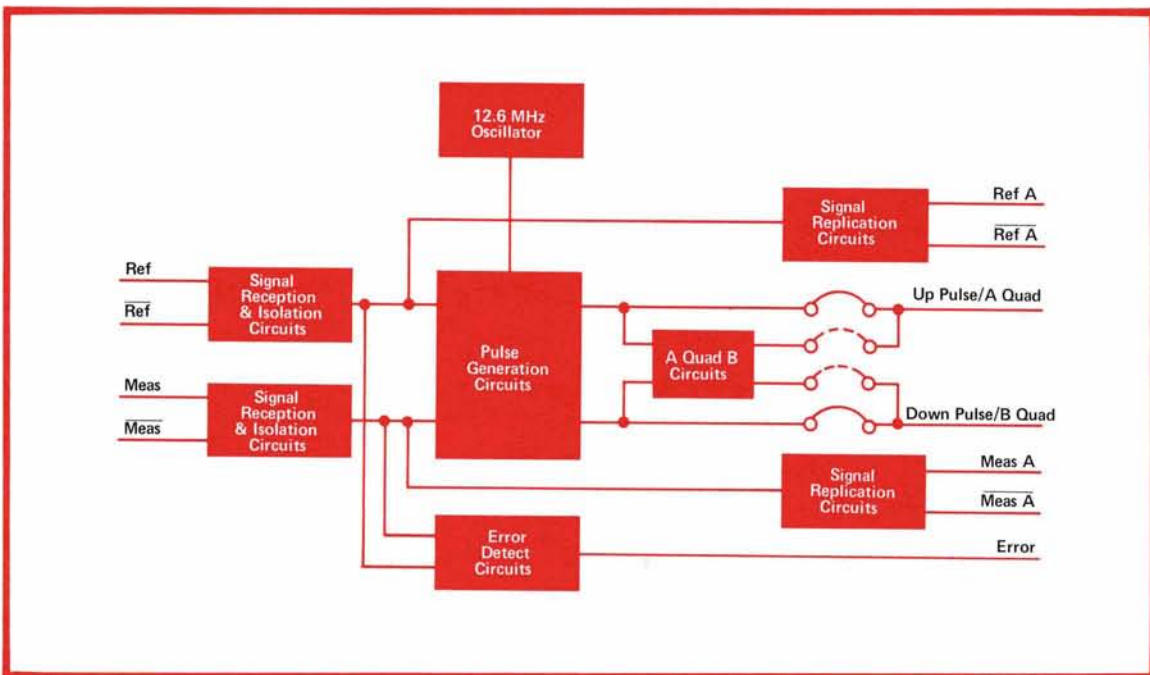 12.6 MHz
Oscillator
Signal
Replication
Circuits
Ref A
Ref A
Ref
Ref
Signal
Reception
& Isolation
Circuits
Pulse
Generation
Circuits
A Quad B
Circuits
Up Pulse/A Quad
Meas
Meas
Signal
Reception
& Isolation
Circuits
Down Pulse/B Quad
Signal
Replication
Circuits
Meas A
Meas A
Error
Detect
Circuits
Error